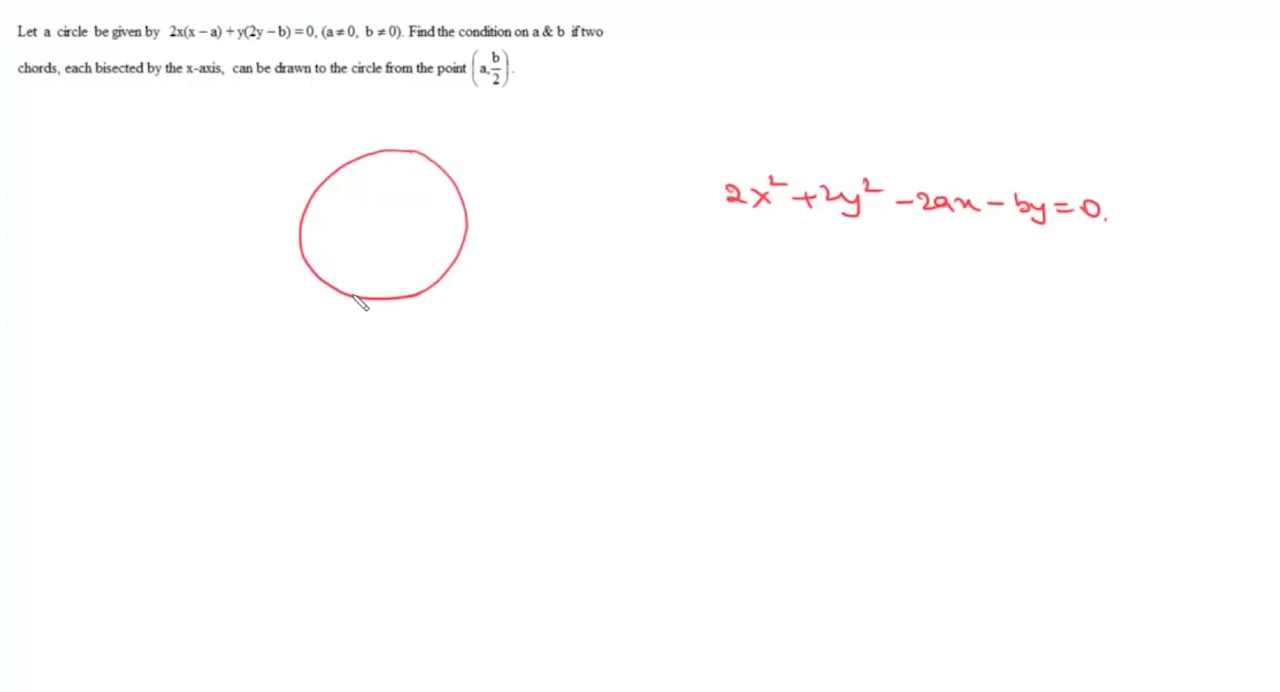 Let a circle be given by 2x(x – a) + y(2y – b) = 0, (a ≠ 0, b ≠ 0). Find the condition on a & b if two
chords, each bisected by the x-axis, can be drawn to the circle from the point (a, b/2).
2x² + 2y² – 2ax – by = 0.